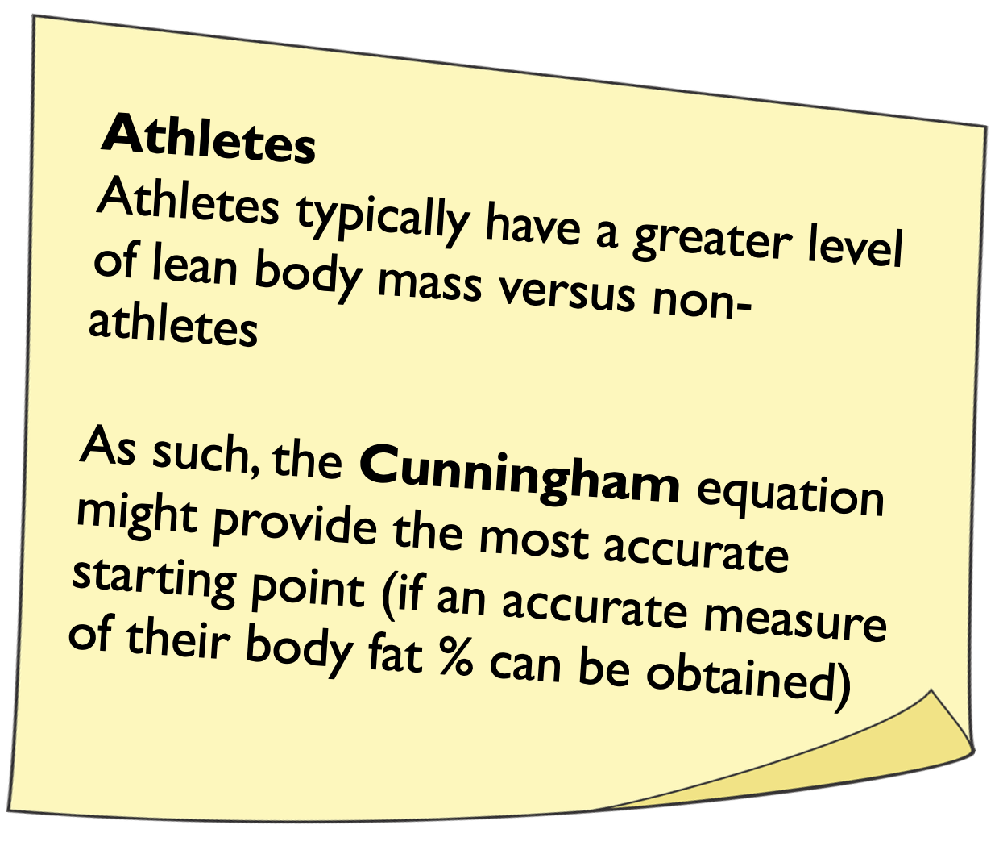 Athletes
Athletes typically have a greater level
of lean body mass versus non-
athletes
As such, the Cunningham equation
might provide the most accurate
starting point (if an accurate measure
of their body fat % can be obtained)